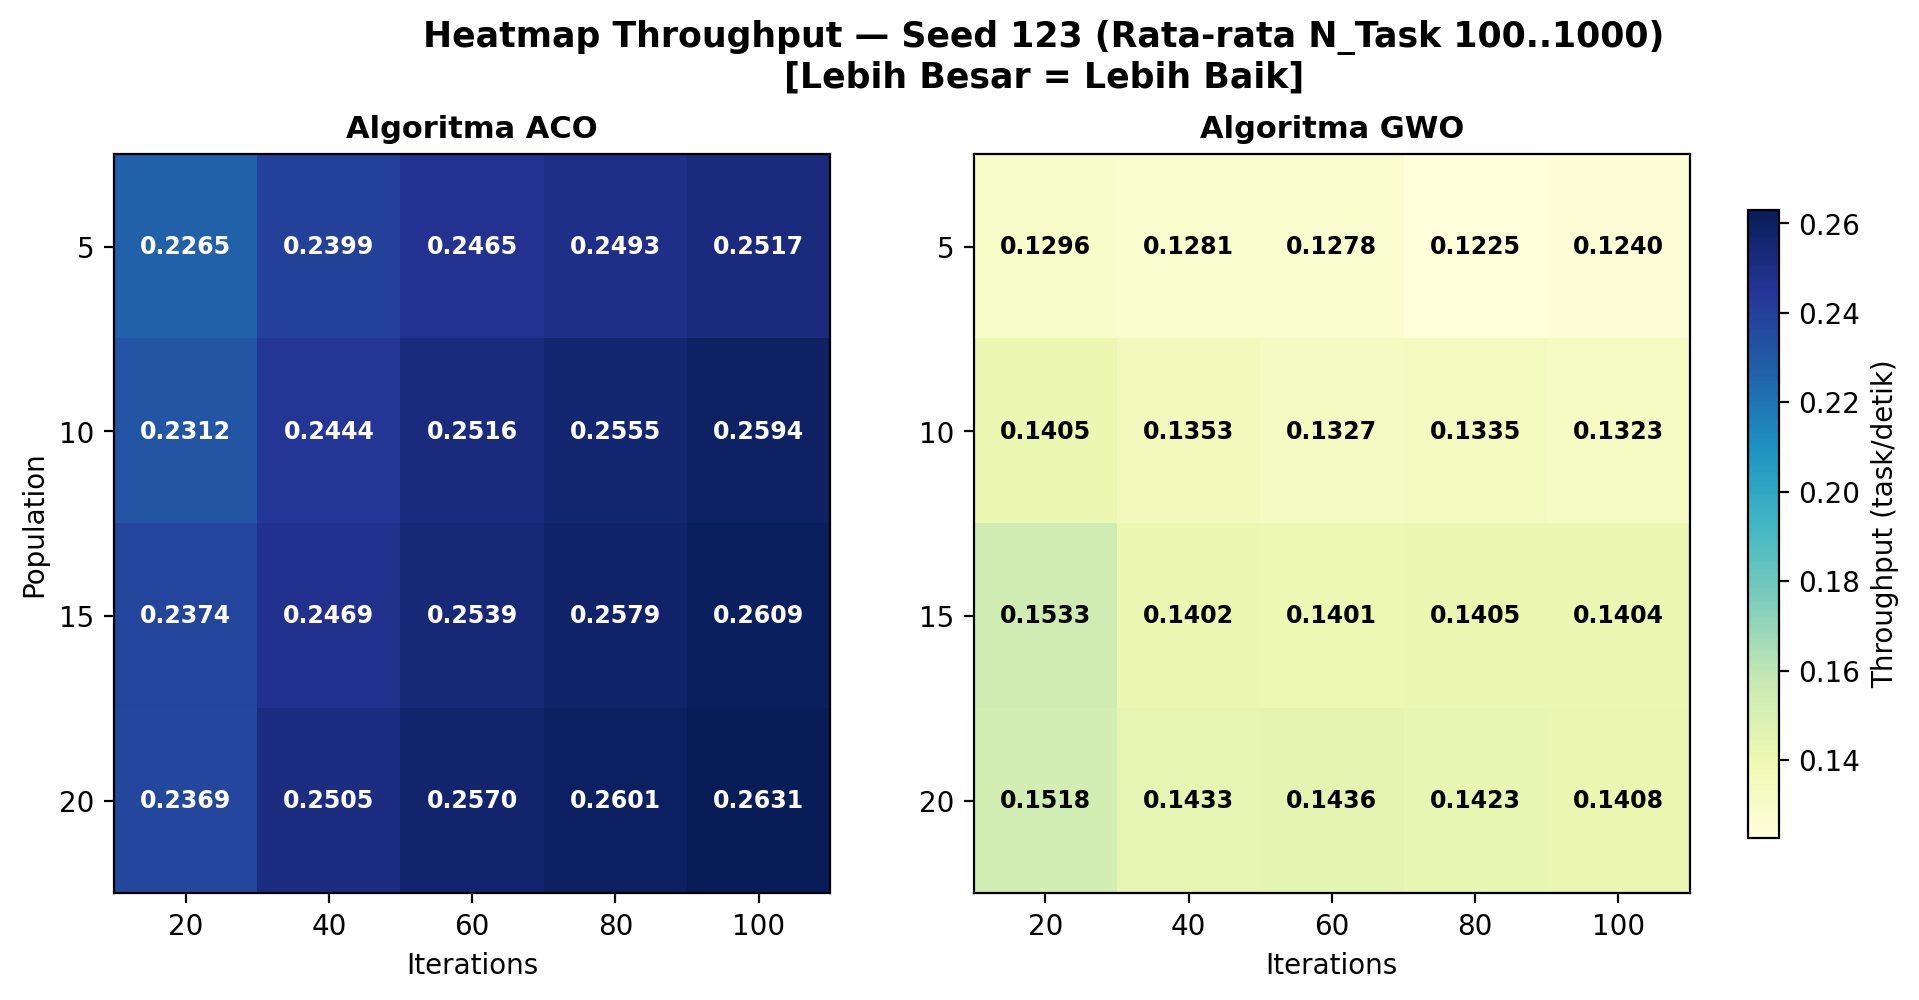 Heatmap Throughput — Seed 123 (Rata-rata N_Task 100..1000)
[Lebih Besar = Lebih Baik]
Algoritma ACO
Population
5
0.2265 0.2399 0.2465 0.2493 0.2517
10
0.2312 0.2444 0.2516 0.2555 0.2594
15
0.2374 0.2469 0.2539 0.2579 0.2609
20
0.2369 0.2505 0.2570 0.2601 0.2631
20 40 60 80 100
Iterations
Algoritma GWO
5
0.1296 0.1281 0.1278 0.1225 0.1240
10
0.1405 0.1353 0.1327 0.1335 0.1323
15
0.1533 0.1402 0.1401 0.1405 0.1404
20
0.1518 0.1433 0.1436 0.1423 0.1408
20 40 60 80 100
Iterations
0.26
0.24
0.22
0.20
0.18
0.16
0.14
Throughput (task/detik)